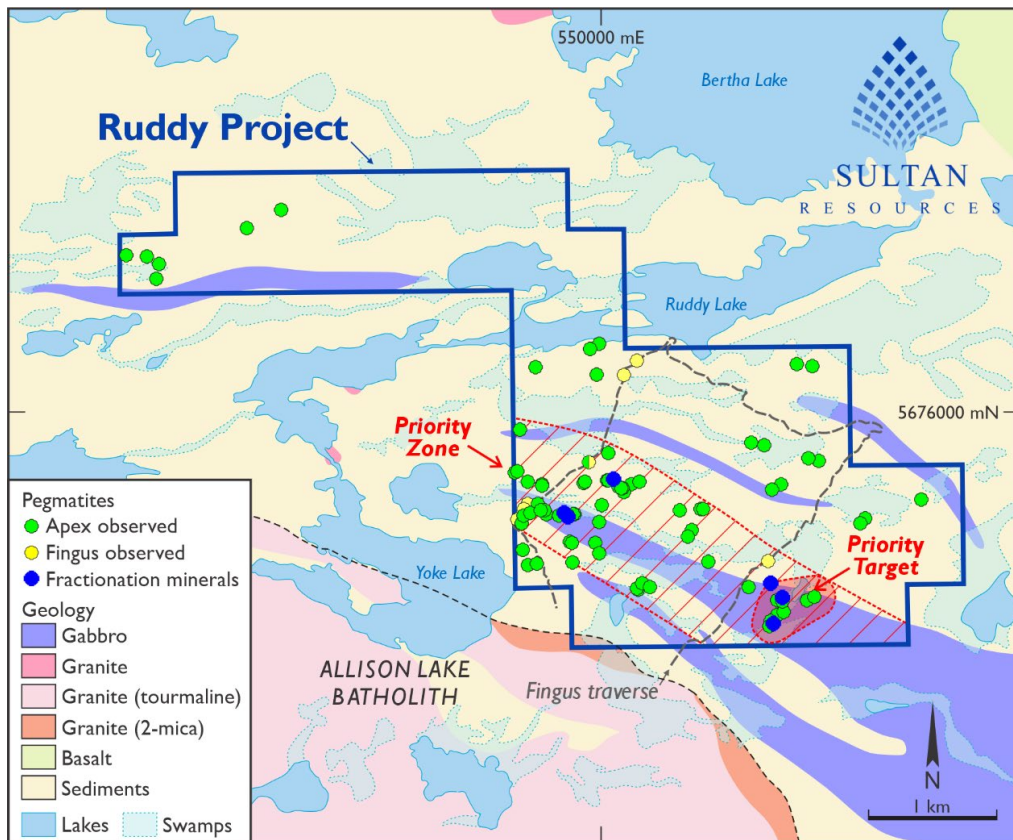 550000 mE
Bertha Lake
Ruddy Project
SULTAN
RESOURCES
Ruddy Lake
5676000 mN
Priority
Zone
Pegmatites
Apex observed
Fingus observed
Fractionation minerals
Geology
Gabbro
Granite
Granite (tourmaline)
Granite (2-mica)
Basalt
Sediments
Lakes
Swamps
Priority
Target
Yoke Lake
ALLISON LAKE
BATHOLITH
Fingus traverse
N
1 km